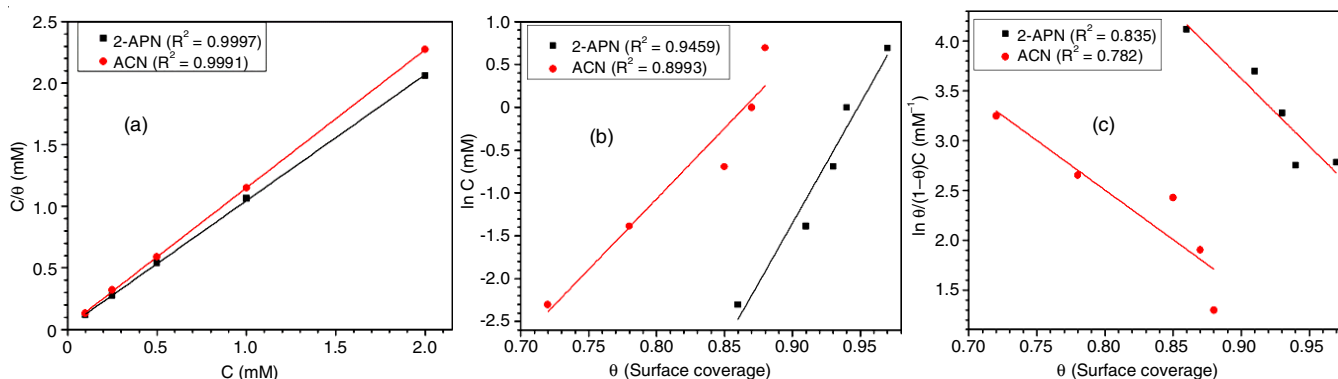 2.5
2.0
1.5
1.0
0.5
0
C/θ (mM)
2-APN (R² = 0.9997)
ACN (R² = 0.9991)
(a)
0 0.5 1.0 1.5 2.0
C (mM)
1.0
0.5
0
-0.5
-1.0
-1.5
-2.0
-2.5
ln C (mM)
2-APN (R² = 0.9459)
ACN (R² = 0.8993)
(b)
0.70 0.75 0.80 0.85 0.90 0.95
θ (Surface coverage)
4.0
3.5
3.0
2.5
2.0
1.5
ln θ/(1–θ)C (mM⁻¹)
2-APN (R² = 0.835)
ACN (R² = 0.782)
(c)
0.70 0.75 0.80 0.85 0.90 0.95
θ (Surface coverage)